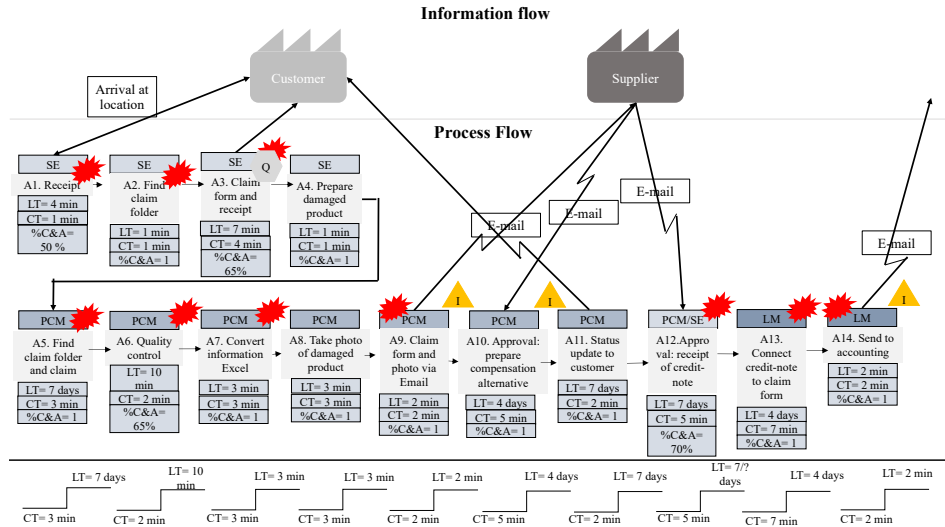 Information flow
Customer
Supplier
Arrival at
location
Process Flow
SE
A1. Receipt
LT= 4 min
CT= 1 min
%C&A=
50 %
SE
A2. Find
claim
folder
LT= 1 min
CT= 1 min
%C&A= 1
SE
Q
A3. Claim
form and
receipt
LT= 7 min
CT= 4 min
%C&A=
65%
SE
A4. Prepare
damaged
product
LT= 1 min
CT= 1 min
%C&A= 1
E-mail
E-mail
E-mail
E-mail
PCM
A5. Find
claim folder
and claim
LT= 7 days
CT= 3 min
%C&A= 1
PCM
A6. Quality
control
LT= 10
min
CT= 2 min
%C&A=
65%
PCM
A7. Convert
information
Excel
LT= 3 min
CT= 3 min
%C&A= 1
PCM
A8. Take photo
of damaged
product
LT= 3 min
CT= 3 min
%C&A= 1
PCM
A9. Claim
form and
photo via
Email
LT= 2 min
CT= 2 min
%C&A= 1
I
PCM
A10. Approval:
prepare
compensation
alternative
LT= 4 days
CT= 5 min
%C&A= 1
I
PCM
A11. Status
update to
customer
LT= 7 days
CT= 2 min
%C&A= 1
PCM/SE
A12.Approval:
receipt
of credit-
note
LT= 7 days
CT= 5 min
%C&A=
70%
LM
A13.
Connect
credit-note
to claim
form
LT= 4 days
CT= 7 min
%C&A= 1
LM
A14. Send to
accounting
LT= 2 min
CT= 2 min
%C&A= 1
I
LT= 7 days
CT= 3 min
LT= 10
min
CT= 2 min
LT= 3 min
CT= 3 min
LT= 3 min
CT= 3 min
LT= 2 min
CT= 2 min
LT= 4 days
CT= 5 min
LT= 7 days
CT= 2 min
LT= 7/?
days
CT= 5 min
LT= 4 days
CT= 7 min
LT= 2 min
CT= 2 min